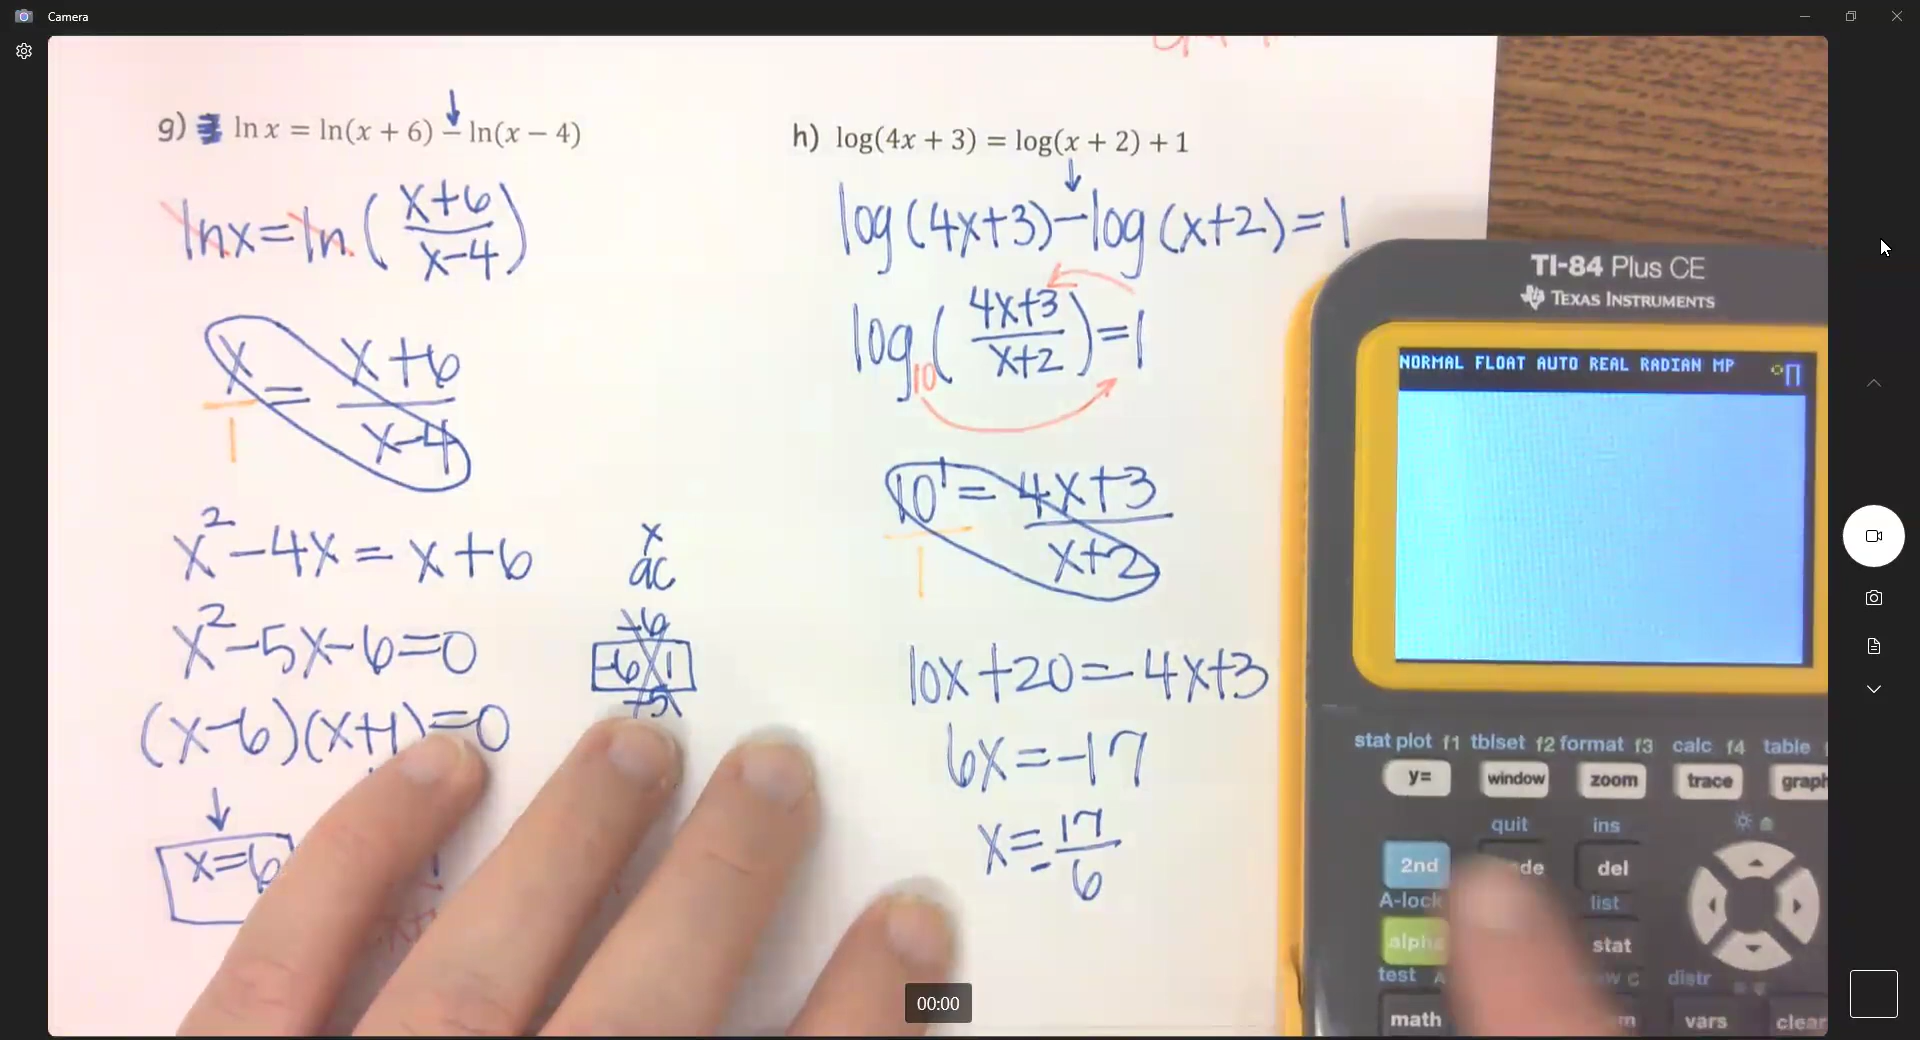 Camera
g) ln x = ln(x + 6) − ln(x − 4)
lnx = ln (x+6 / x-4)
x / 1 = x+6 / x-4
x² - 4x = x + 6
x² - 5x - 6 = 0
(x-6)(x+1) = 0
x=6
x
ac
-6
-6 1
-5
h) log(4x + 3) = log(x + 2) + 1
log (4x+3) - log (x+2) = 1
log10 (4x+3 / x+2) = 1
10¹ / 1 = 4x+3 / x+2
10x + 20 = 4x+3
6x = -17
x = - 17 / 6
TI-84 Plus CE
TEXAS INSTRUMENTS
NORMAL FLOAT AUTO REAL RADIAN MP
stat plot f1 tblset f2 format f3 calc f4 table
y= window zoom trace graph
quit ins
2nd de del
A-lock list
alpha stat
test A w C distr
math m vars clear
00:00